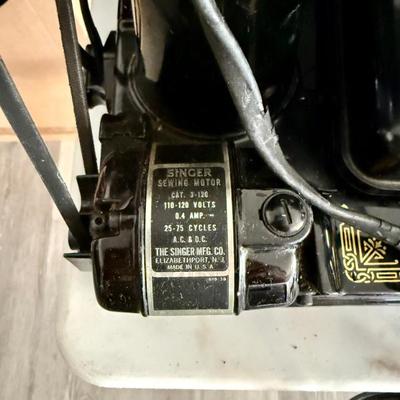 SINGER
SEWING MOTOR
CAT. 3-120
110-120 VOLTS
0.4 AMP.
25-75 CYCLES
A.C. & D.C.
THE SINGER MFG. CO.
ELIZABETHPORT, N. J.
MADE IN U.S.A